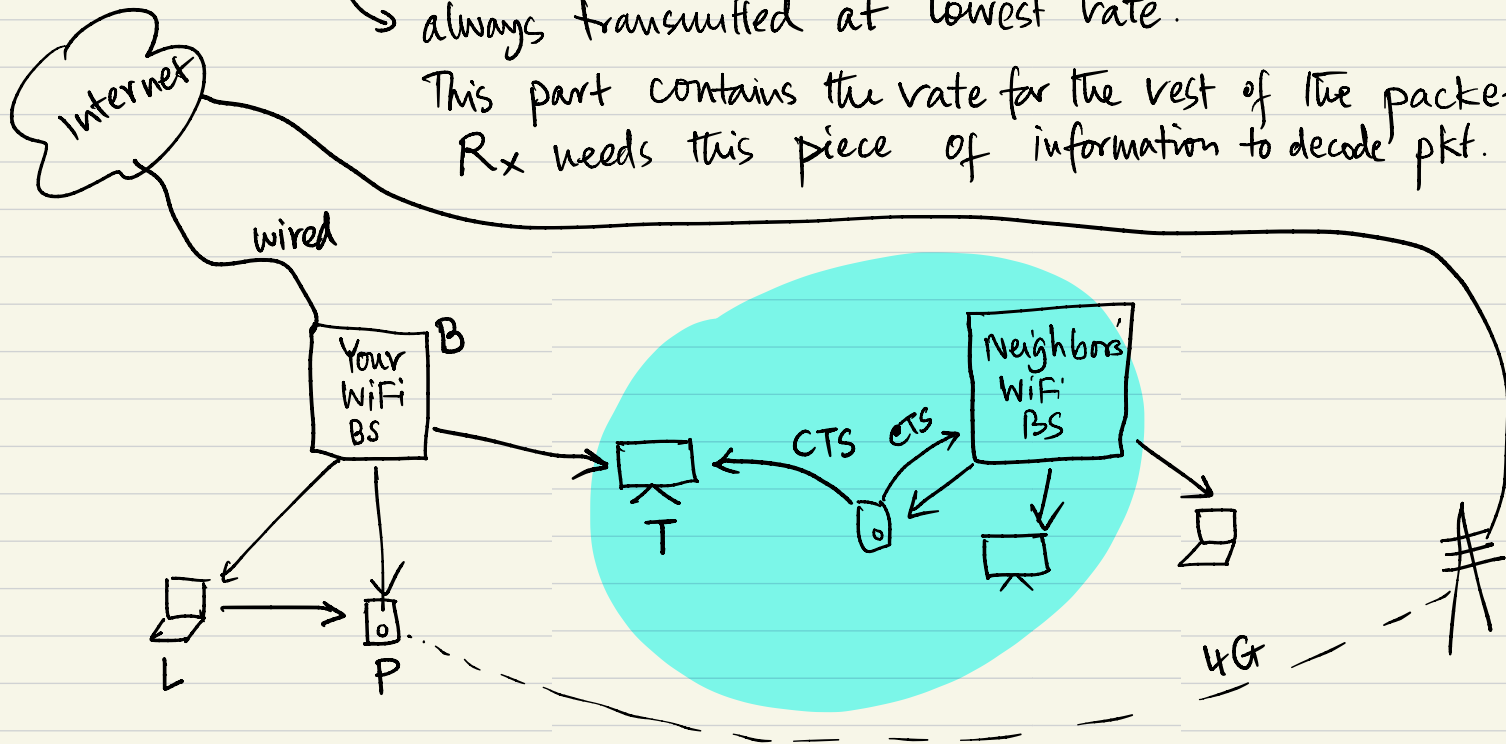 always transmitted at lowest rate.
This part contains the rate for the rest of the packe
Rx needs this piece of information to decode pkt.
Internet
wired
Your
WiFi
BS
B
Neighbors'
WiFi
BS
CTS
CTS
T
L
P
4G